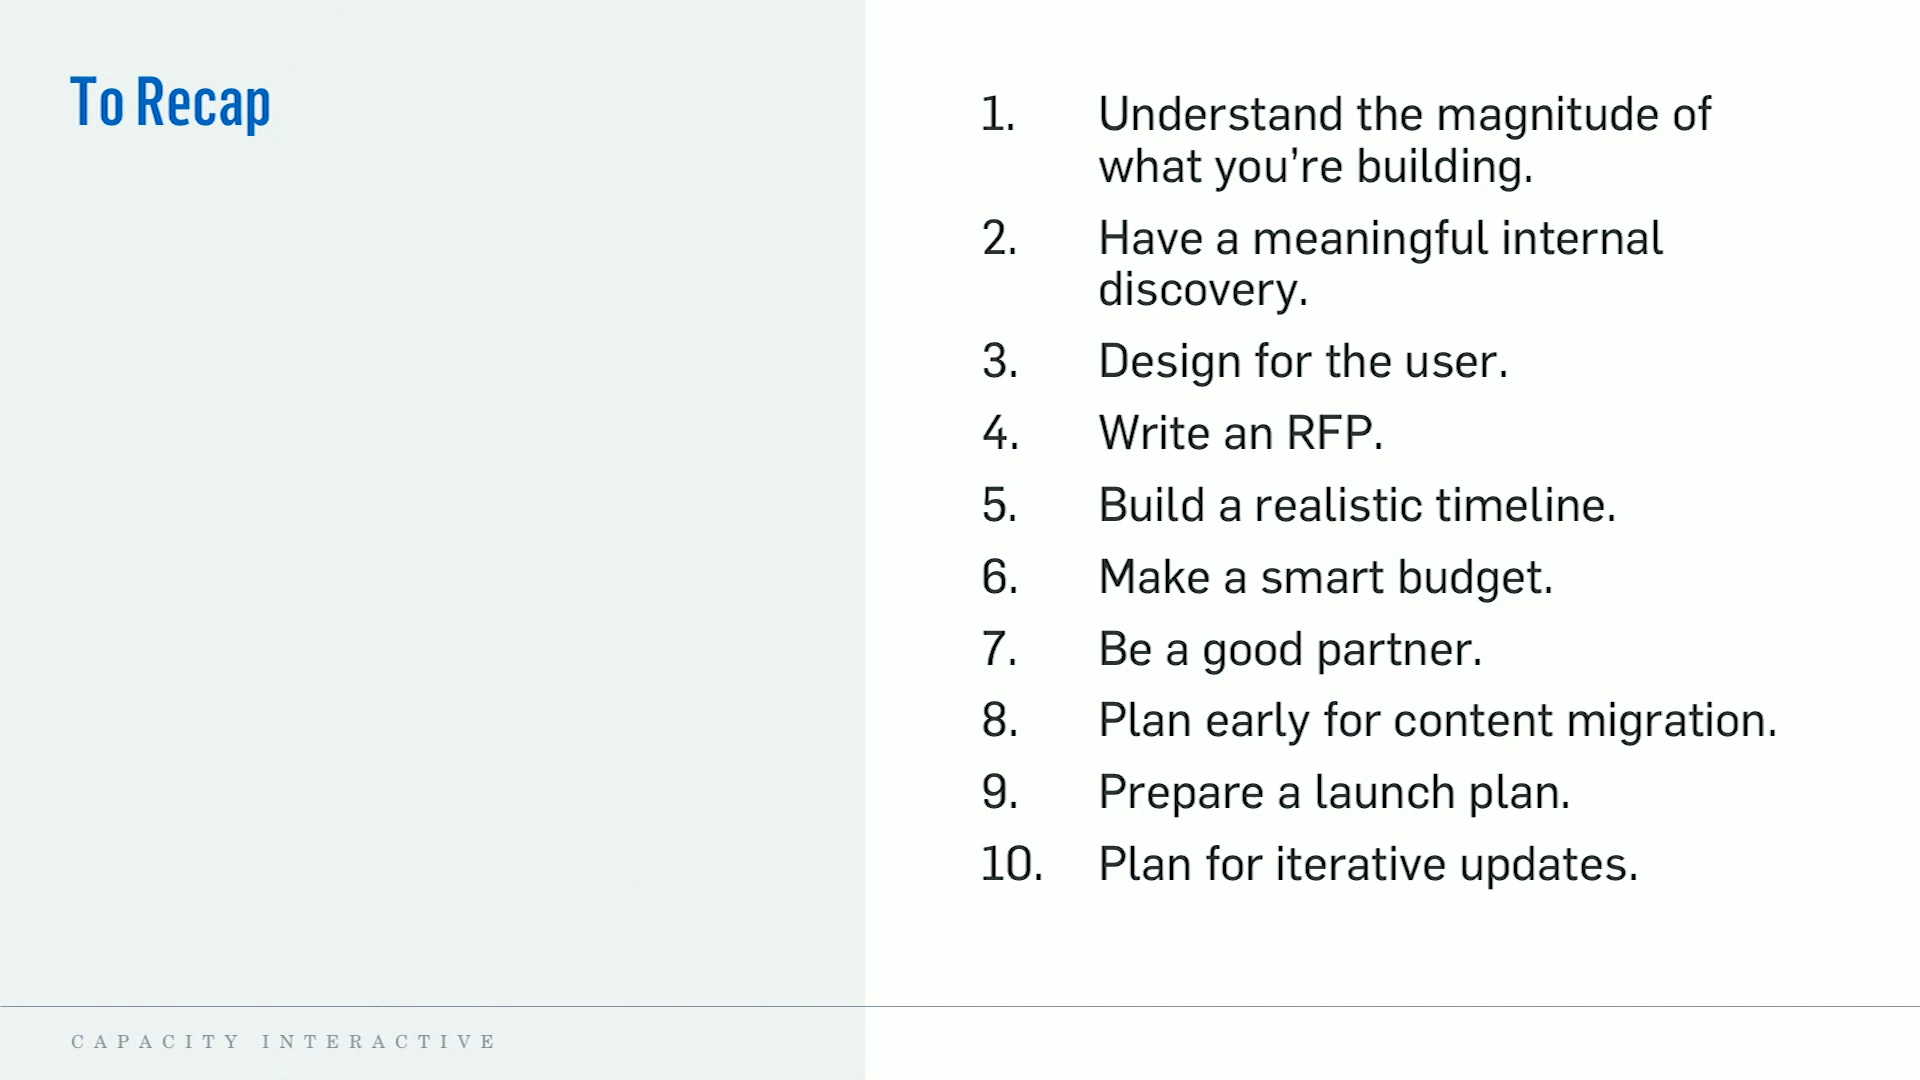 To Recap
1. Understand the magnitude of
what you’re building.
2. Have a meaningful internal
discovery.
3. Design for the user.
4. Write an RFP.
5. Build a realistic timeline.
6. Make a smart budget.
7. Be a good partner.
8. Plan early for content migration.
9. Prepare a launch plan.
10. Plan for iterative updates.
CAPACITY INTERACTIVE